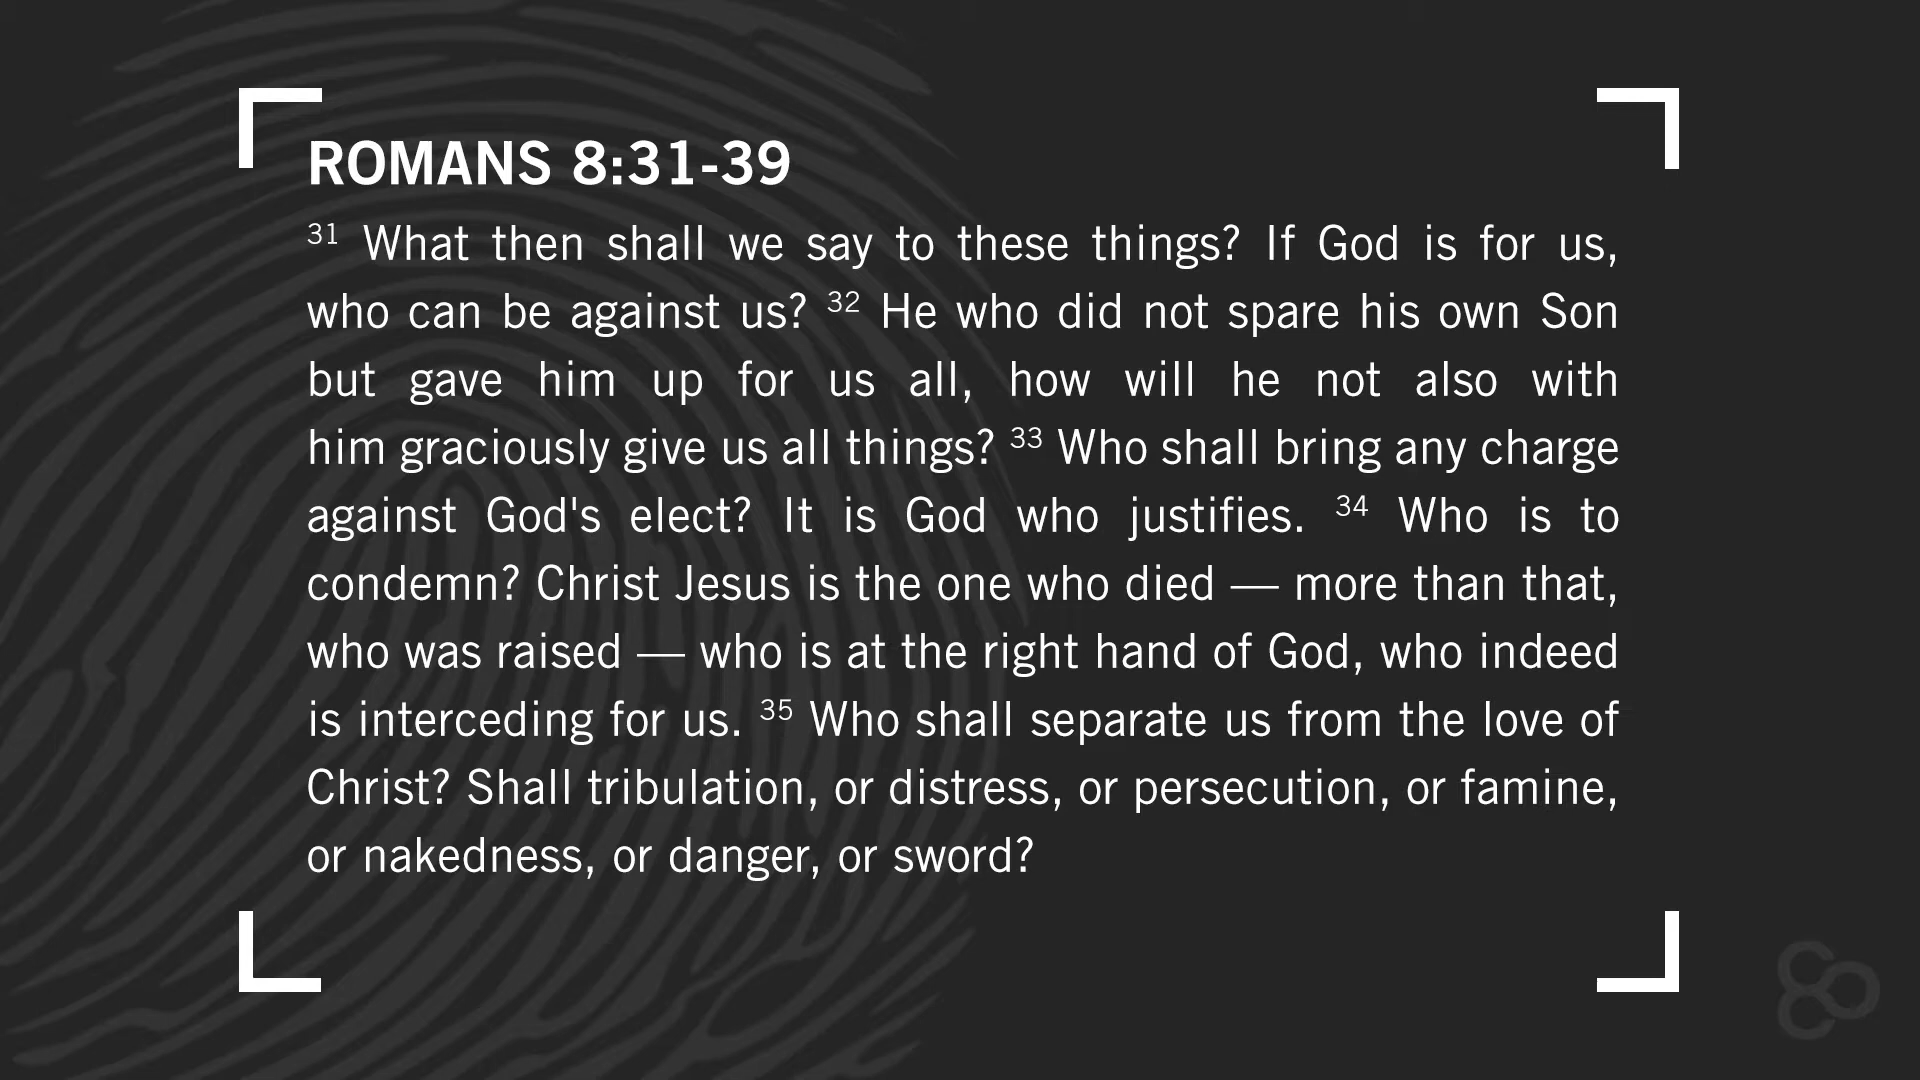 ROMANS 8:31-39
31 What then shall we say to these things? If God is for us,
who can be against us? 32 He who did not spare his own Son
but gave him up for us all, how will he not also with
him graciously give us all things? 33 Who shall bring any charge
against God's elect? It is God who justifies. 34 Who is to
condemn? Christ Jesus is the one who died — more than that,
who was raised — who is at the right hand of God, who indeed
is interceding for us. 35 Who shall separate us from the love of
Christ? Shall tribulation, or distress, or persecution, or famine,
or nakedness, or danger, or sword?